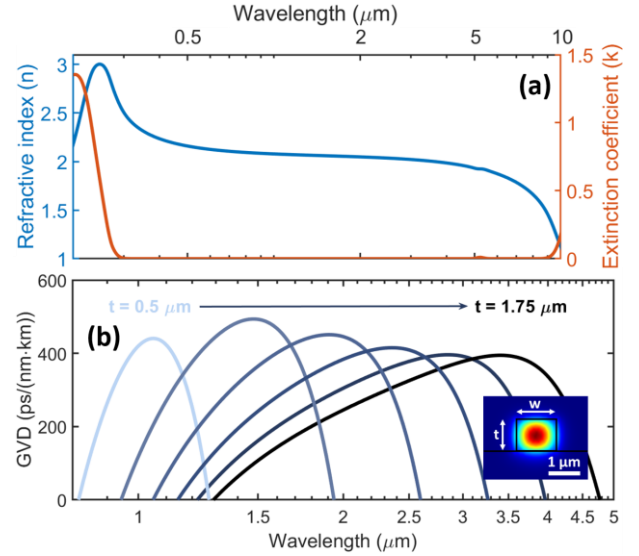 Wavelength (μm)
0.5 2 5 10
Refractive index (n)
3
2.5
2
1.5
1
(a)
1.5
1
0.5
0
Extinction coefficient (k)
600
400
200
0
GVD (ps/(nm·km))
t = 0.5 μm
t = 1.75 μm
(b)
w
t
1 μm
1 1.5 2 2.5 3 3.5 4 4.5 5
Wavelength (μm)